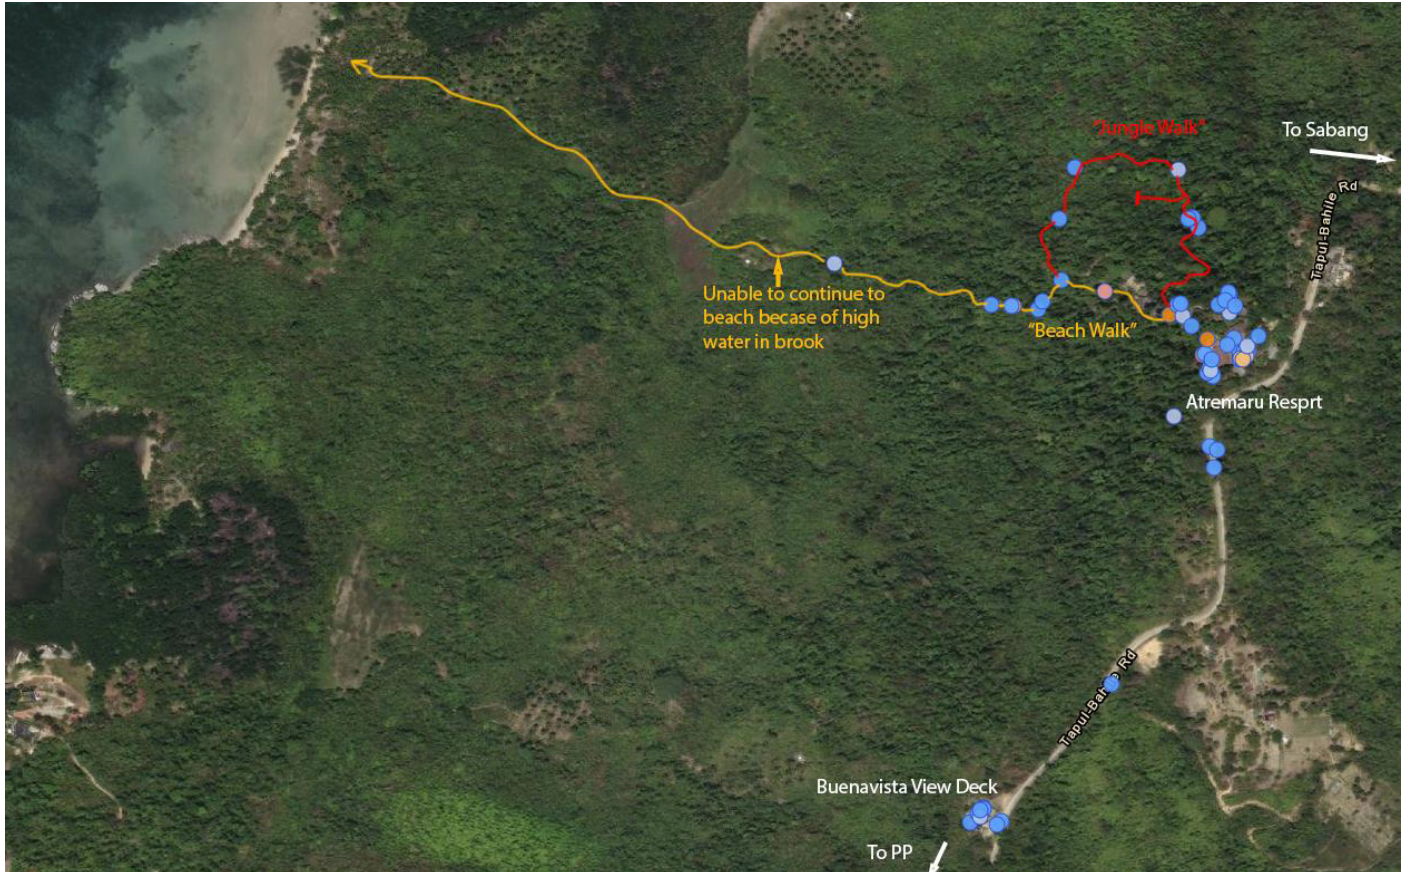 "Jungle Walk"
To Sabang
Trapul-Bahile Rd
Unable to continue to
beach becase of high
water in brook
"Beach Walk"
Atremaru Resprt
Trapul-Bahile Rd
Buenavista View Deck
To PP